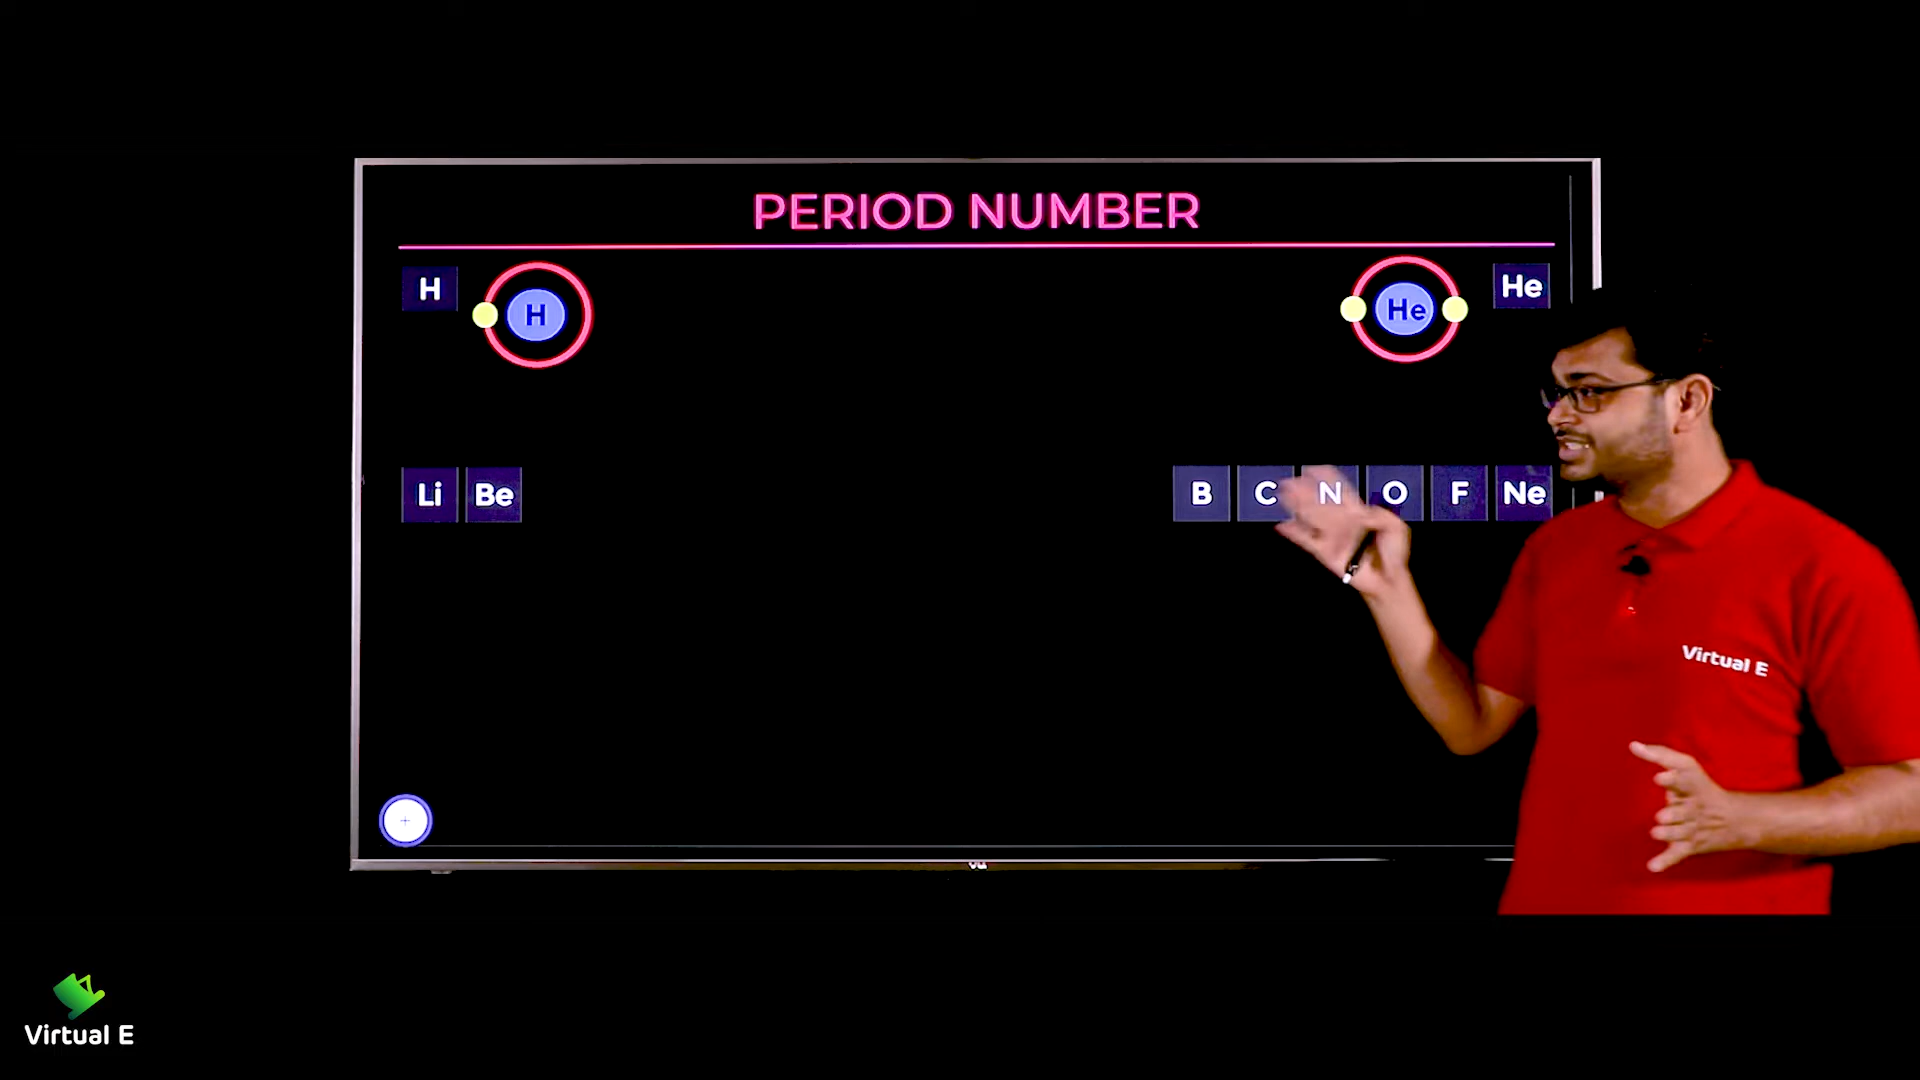 PERIOD NUMBER
H H He He
Li Be B C N O F Ne
Virtual E
Virtual E